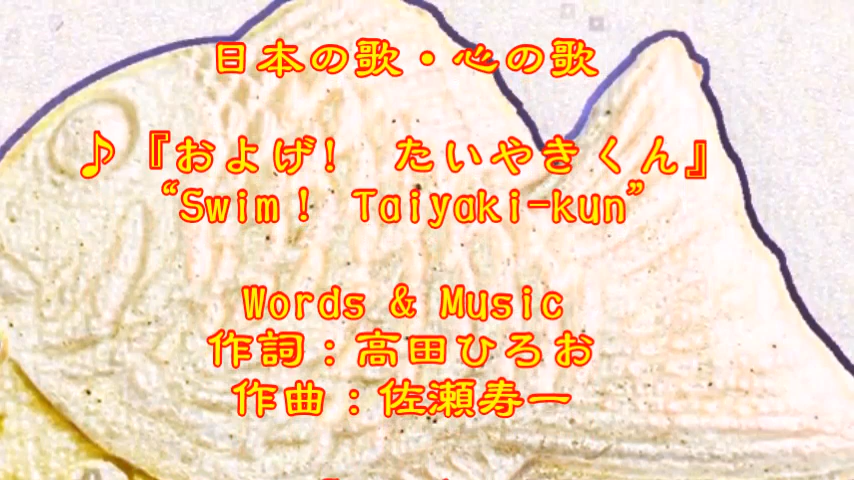 日本の歌・心の歌
♪『およげ! たいやきくん』
“Swim! Taiyaki-kun”
Words & Music
作詞：高田ひろお
作曲：佐瀬寿一